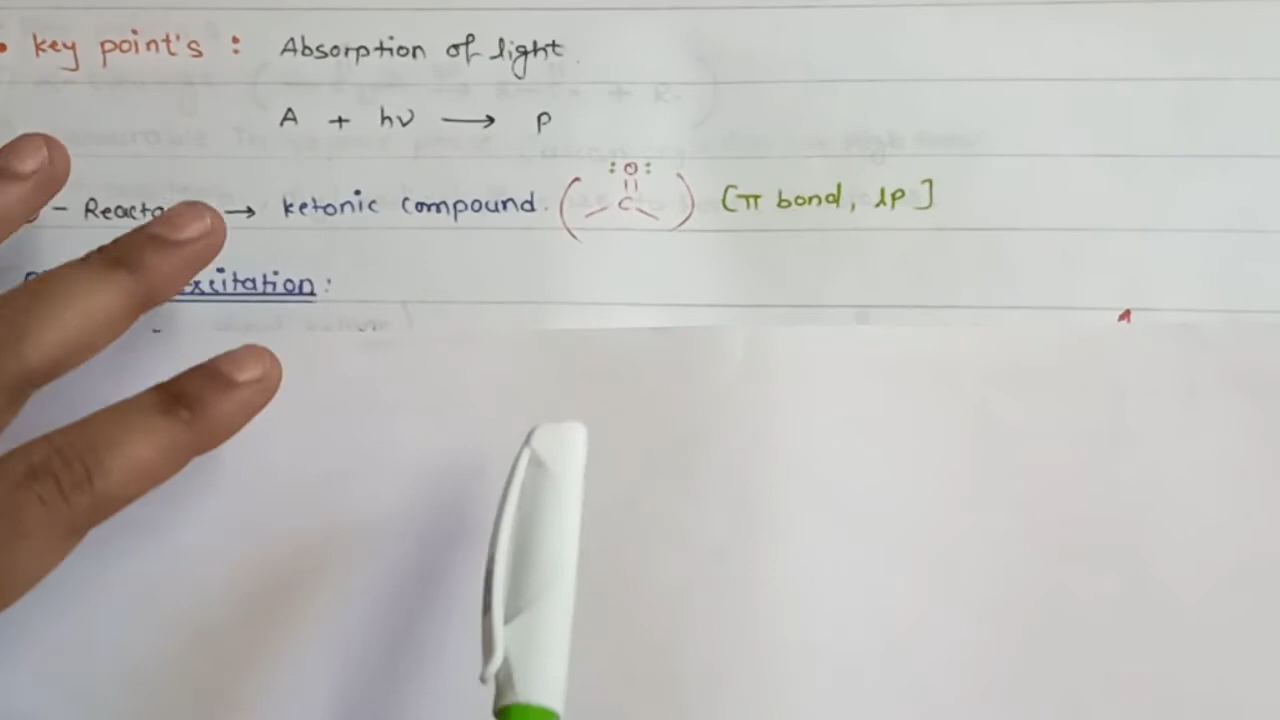 • key point's : Absorption of light.
A + hν ⟶ P
- Reacta → ketonic compound. ( :O: || C ) [π bond, lp]
xcitation :